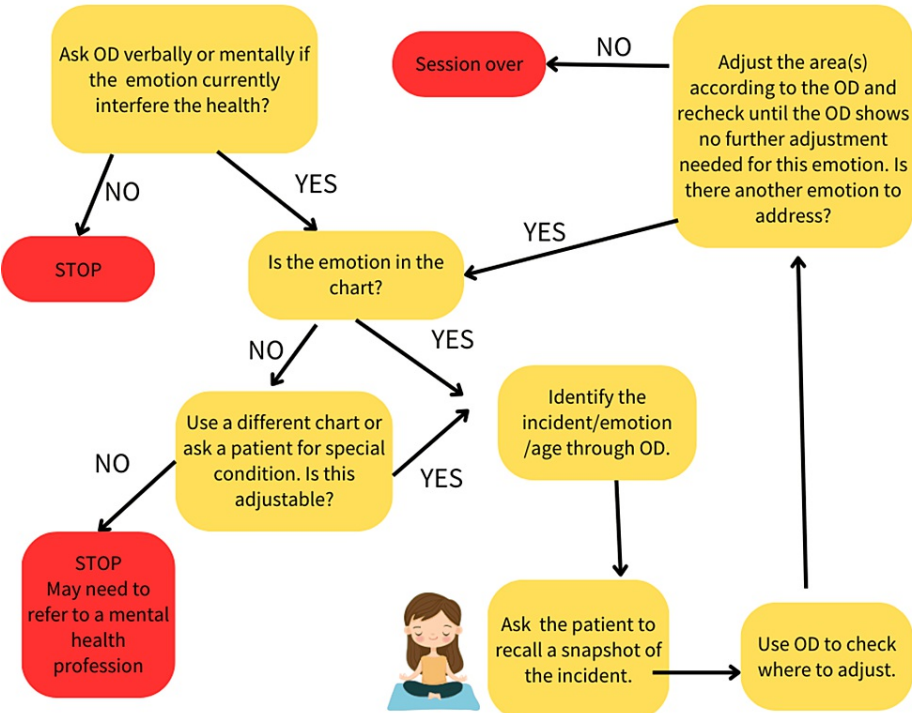 Ask OD verbally or mentally if
the emotion currently
interfere the health?
NO
YES
STOP
Session over
NO
Adjust the area(s)
according to the OD and
recheck until the OD shows
no further adjustment
needed for this emotion. Is
there another emotion to
address?
YES
Is the emotion in the
chart?
NO
YES
Use a different chart or
ask a patient for special
condition. Is this
adjustable?
NO
YES
STOP
May need to
refer to a mental
health
profession
Identify the
incident/emotion
/age through OD.
Ask the patient to
recall a snapshot of
the incident.
Use OD to check
where to adjust.